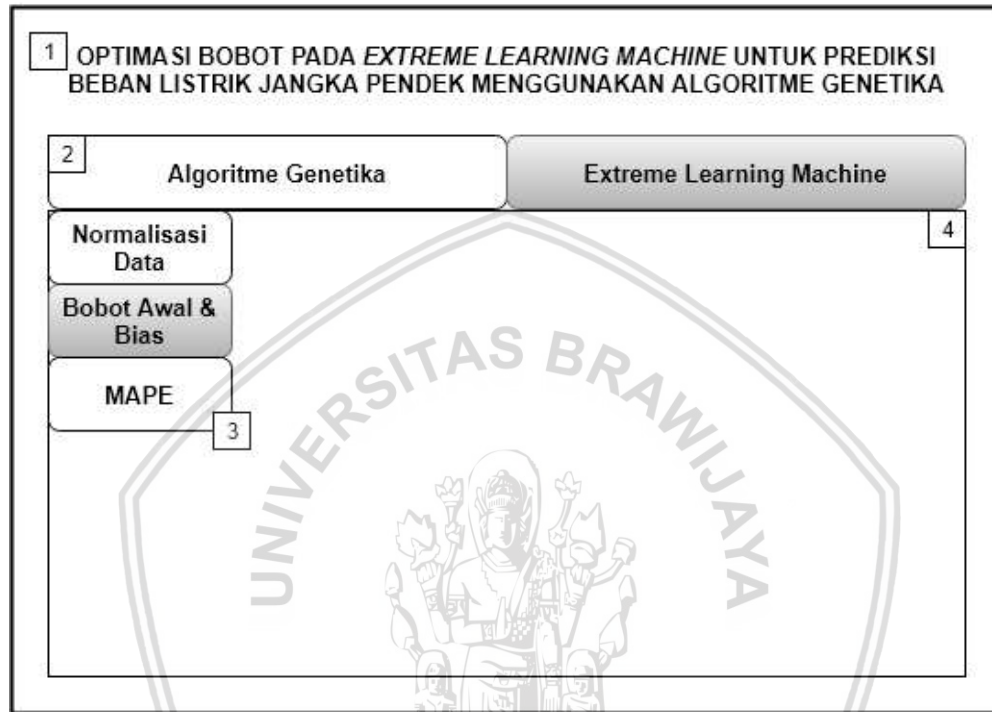 1 OPTIMASI BOBOT PADA EXTREME LEARNING MACHINE UNTUK PREDIKSI
BEBAN LISTRIK JANGKA PENDEK MENGGUNAKAN ALGORITME GENETIKA
2
Algoritme Genetika Extreme Learning Machine
4
Normalisasi
Data
Bobot Awal &
Bias
MAPE
3
UNIVERSITAS BRAWIJAYA